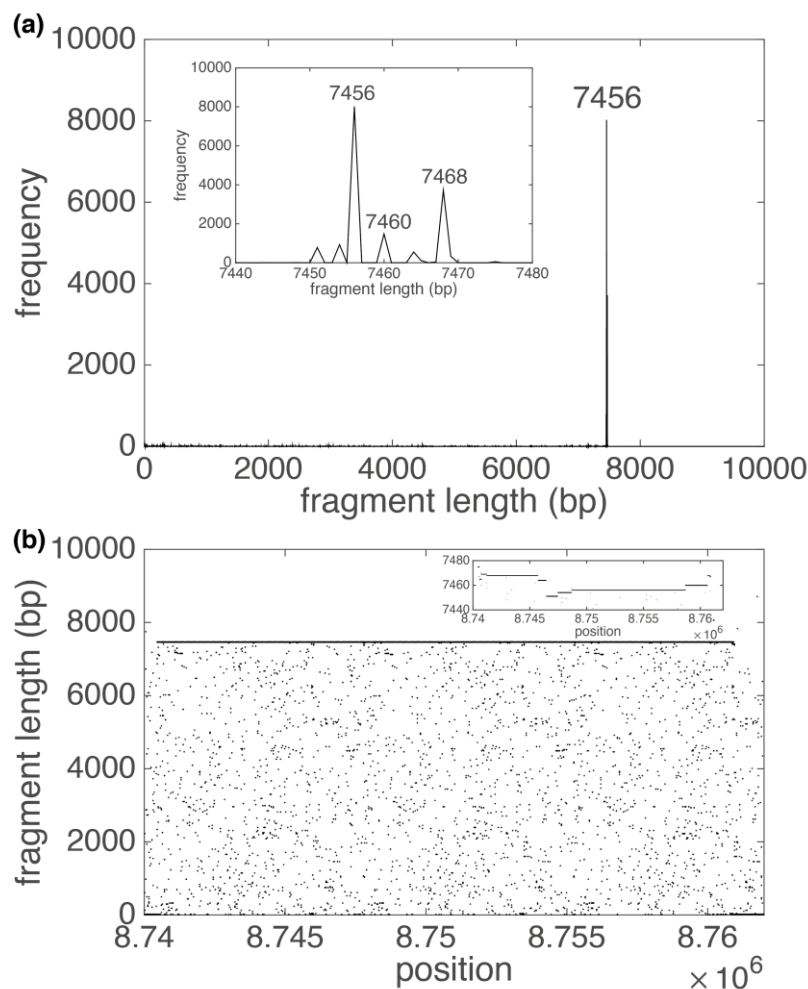 (a)
10000
8000
6000
4000
2000
0
frequency
0 2000 4000 6000 8000 10000
fragment length (bp)
7456
10000
8000
6000
4000
2000
0
frequency
7456
7460
7468
7440 7450 7460 7470 7480
fragment length (bp)
(b)
10000
8000
6000
4000
2000
0
fragment length (bp)
7480
7460
7440
8.74 8.745 8.75 8.755 8.76
position
×10⁶
8.74 8.745 8.75 8.755 8.76
position
×10⁶